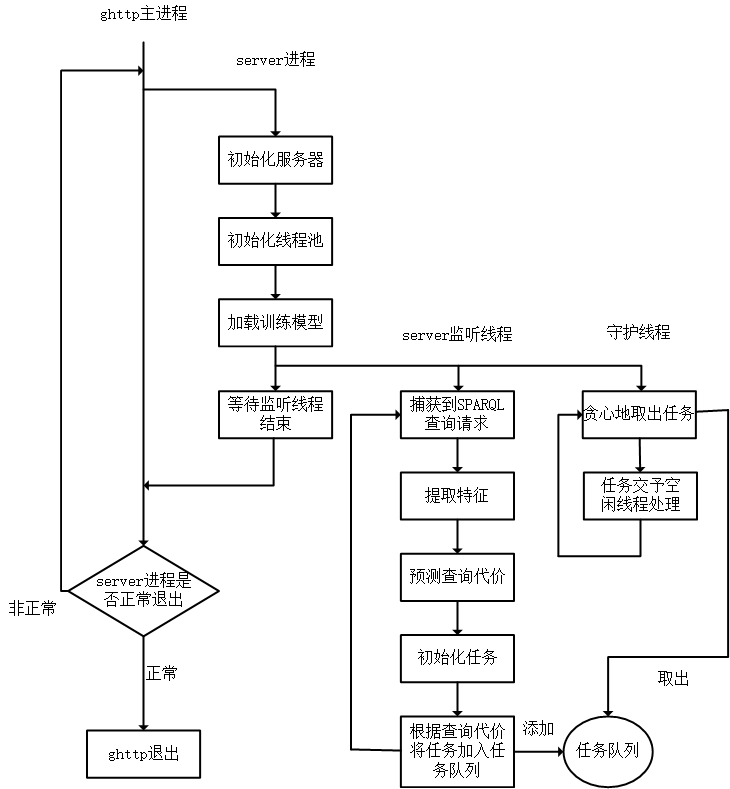 ghttp主进程
server进程
初始化服务器
初始化线程池
加载训练模型
server监听线程
守护线程
等待监听线程
结束
捕获到SPARQL
查询请求
贪心地取出任务
提取特征
任务交予空
闲线程处理
预测查询代价
server进程是
否正常退出
非正常
正常
初始化任务
取出
ghttp退出
根据查询代价
将任务加入任
务队列
添加
任务队列